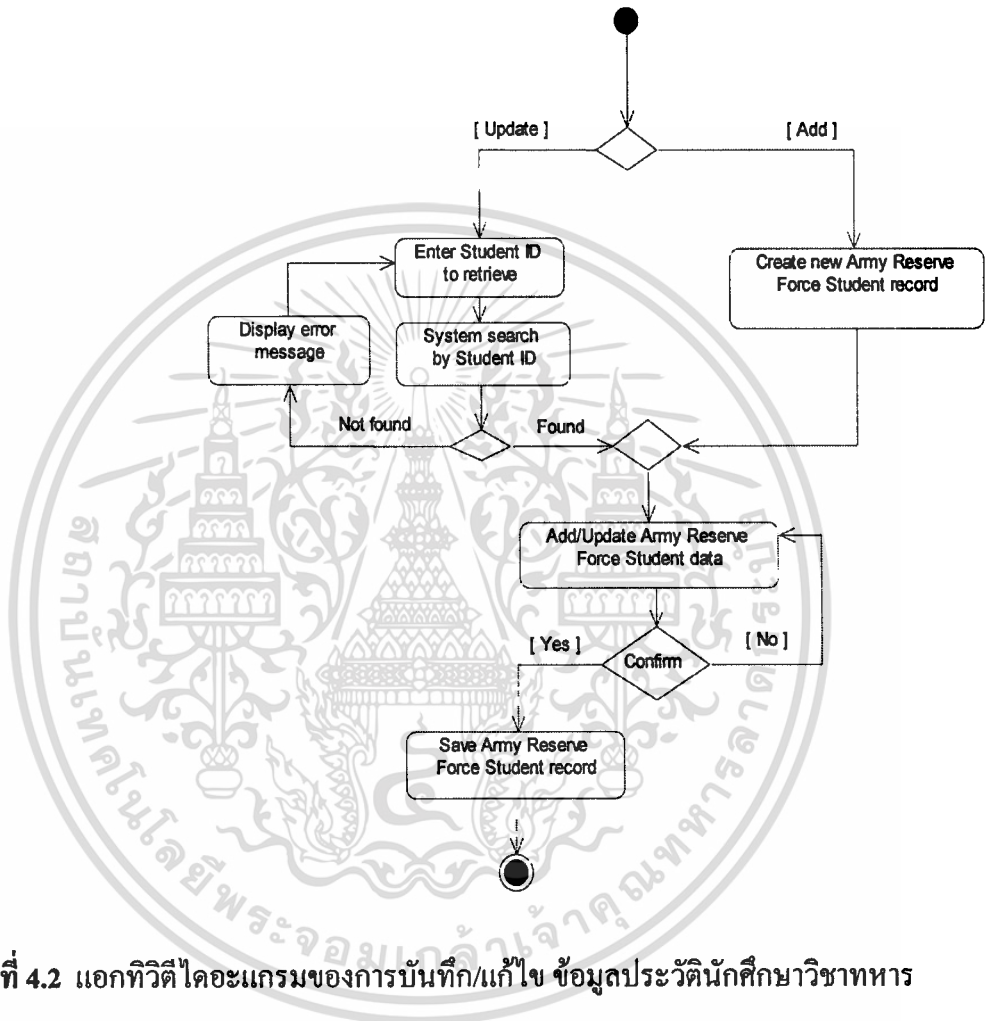 [ Update ]
[ Add ]
Enter Student ID
to retrieve
Create new Army Reserve
Force Student record
Display error
message
System search
by Student ID
Not found
Found
Add/Update Army Reserve
Force Student data
[ Yes ]
Confirm
[ No ]
Save Army Reserve
Force Student record
ที่ 4.2 แอกทิวิตีไดอะแกรมของการบันทึก/แก้ไข ข้อมูลประวัตินักศึกษาวิชาทหาร